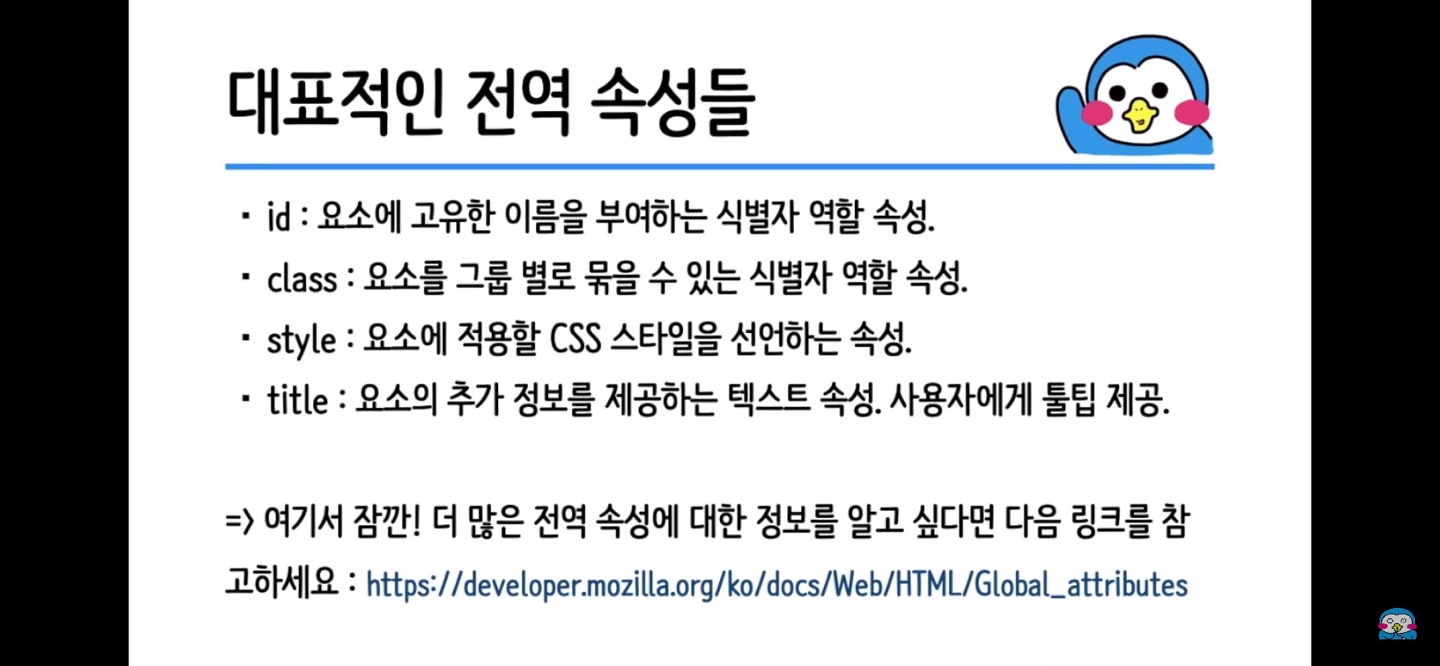 대표적인 전역 속성들
▪ id : 요소에 고유한 이름을 부여하는 식별자 역할 속성.
▪ class : 요소를 그룹 별로 묶을 수 있는 식별자 역할 속성.
▪ style : 요소에 적용할 CSS 스타일을 선언하는 속성.
▪ title : 요소의 추가 정보를 제공하는 텍스트 속성. 사용자에게 툴팁 제공.
=> 여기서 잠깐! 더 많은 전역 속성에 대한 정보를 알고 싶다면 다음 링크를 참
고하세요 : https://developer.mozilla.org/ko/docs/Web/HTML/Global_attributes